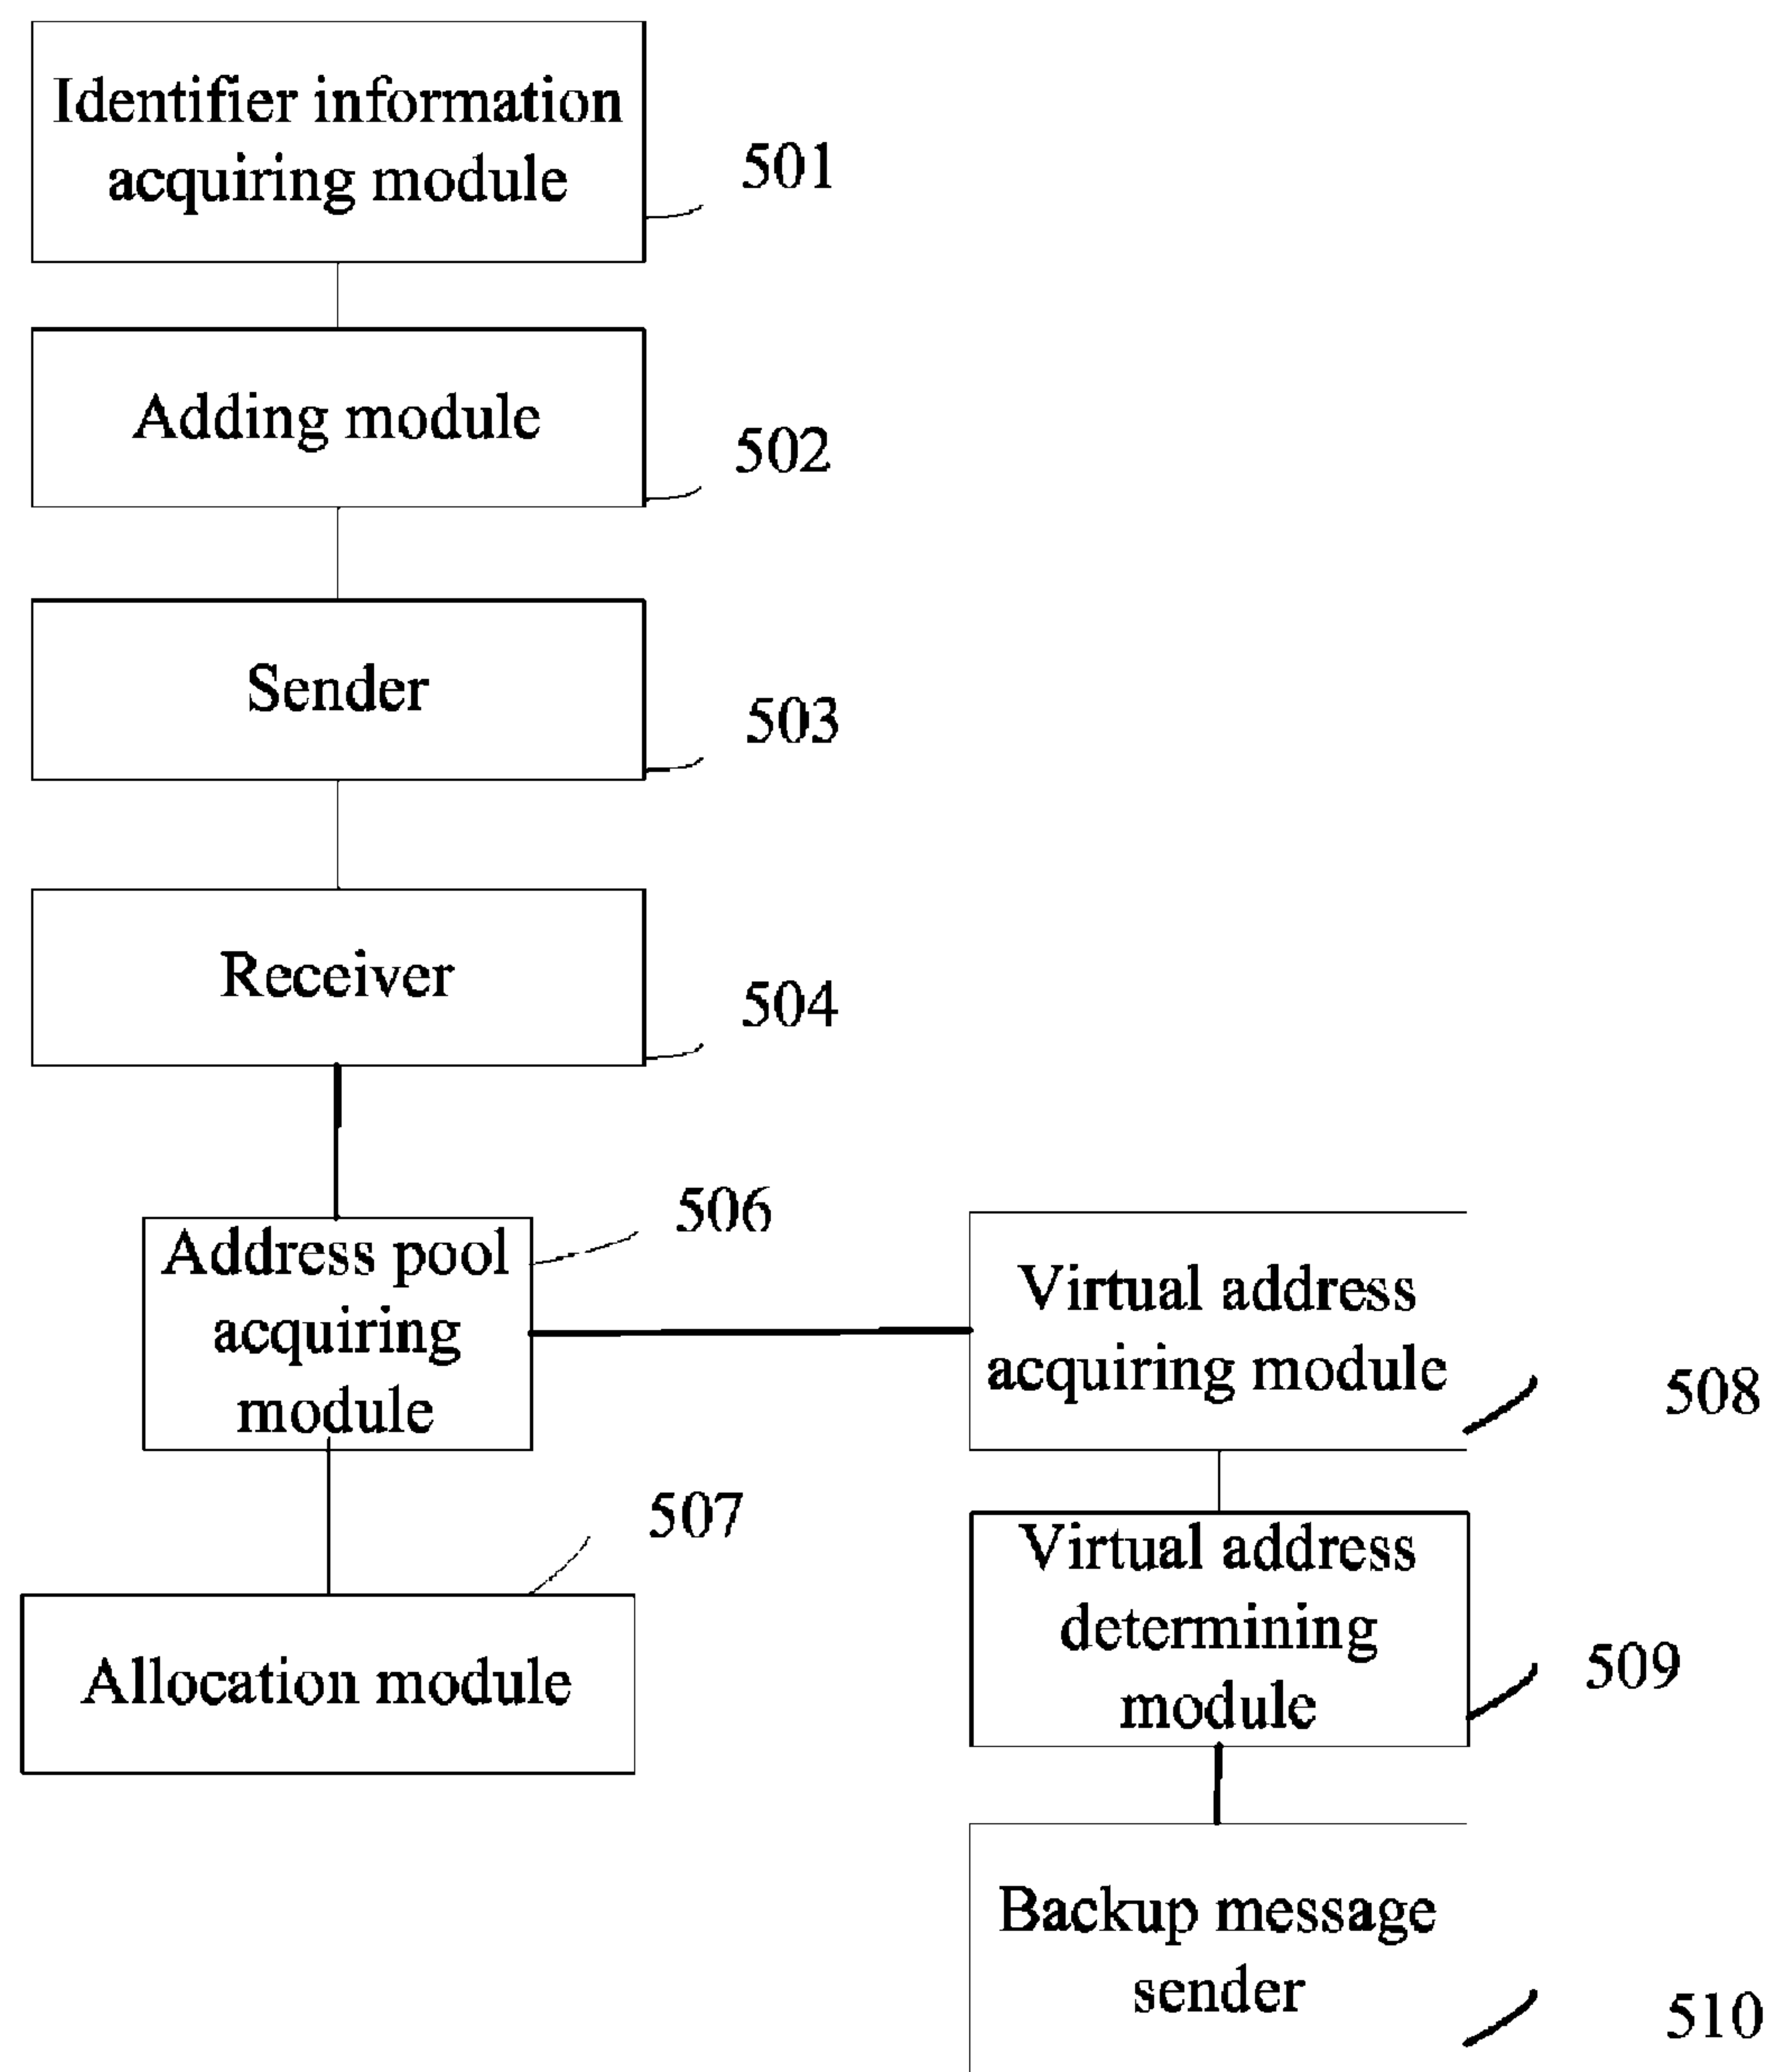 Identifier information
acquiring module
501
Adding module
502
Sender
503
Receiver
504
Address pool
acquiring
module
506
Allocation module
507
Virtual address
acquiring module
508
Virtual address
determining
module
509
Backup message
sender
510